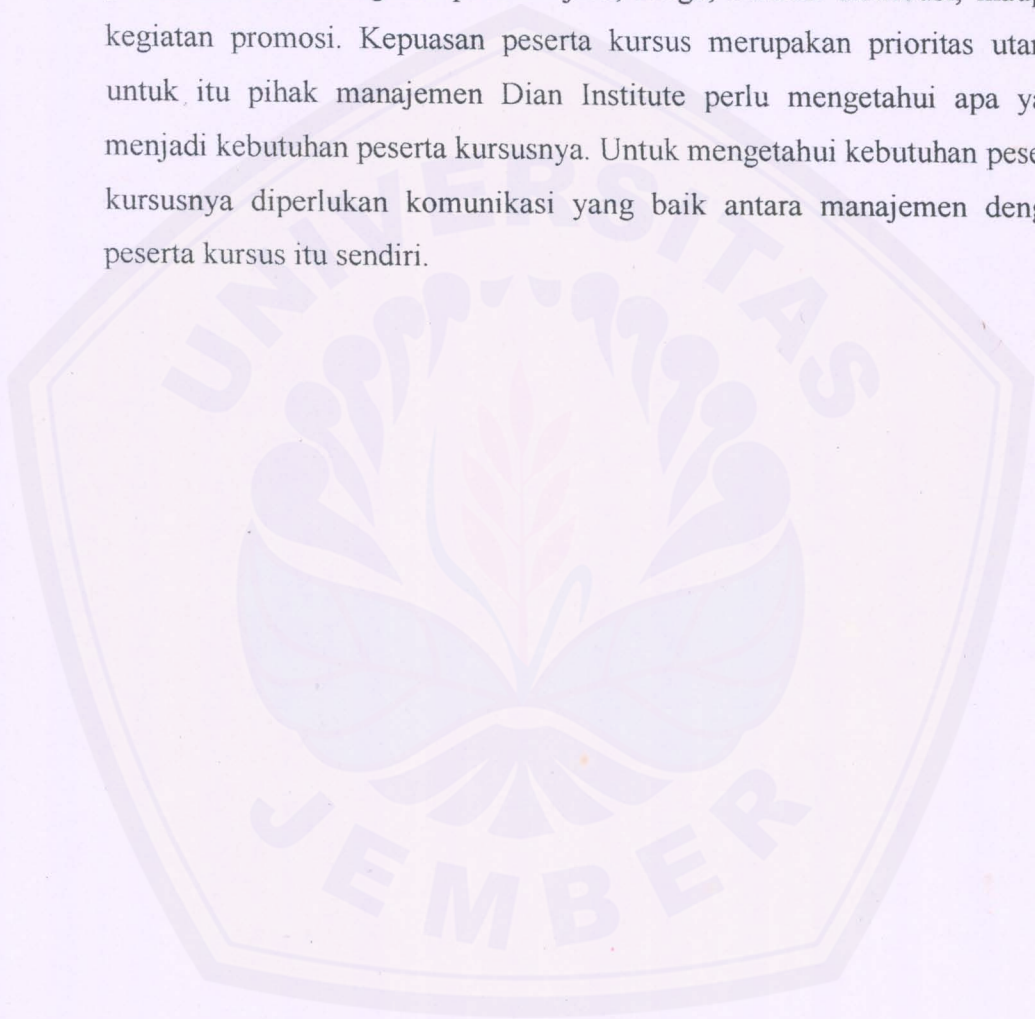 kegiatan promosi. Kepuasan peserta kursus merupakan prioritas utar
untuk itu pihak manajemen Dian Institute perlu mengetahui apa ya
menjadi kebutuhan peserta kursusnya. Untuk mengetahui kebutuhan pese
kursusnya diperlukan komunikasi yang baik antara manajemen deng
peserta kursus itu sendiri.
UNIVERSITAS
JEMBER